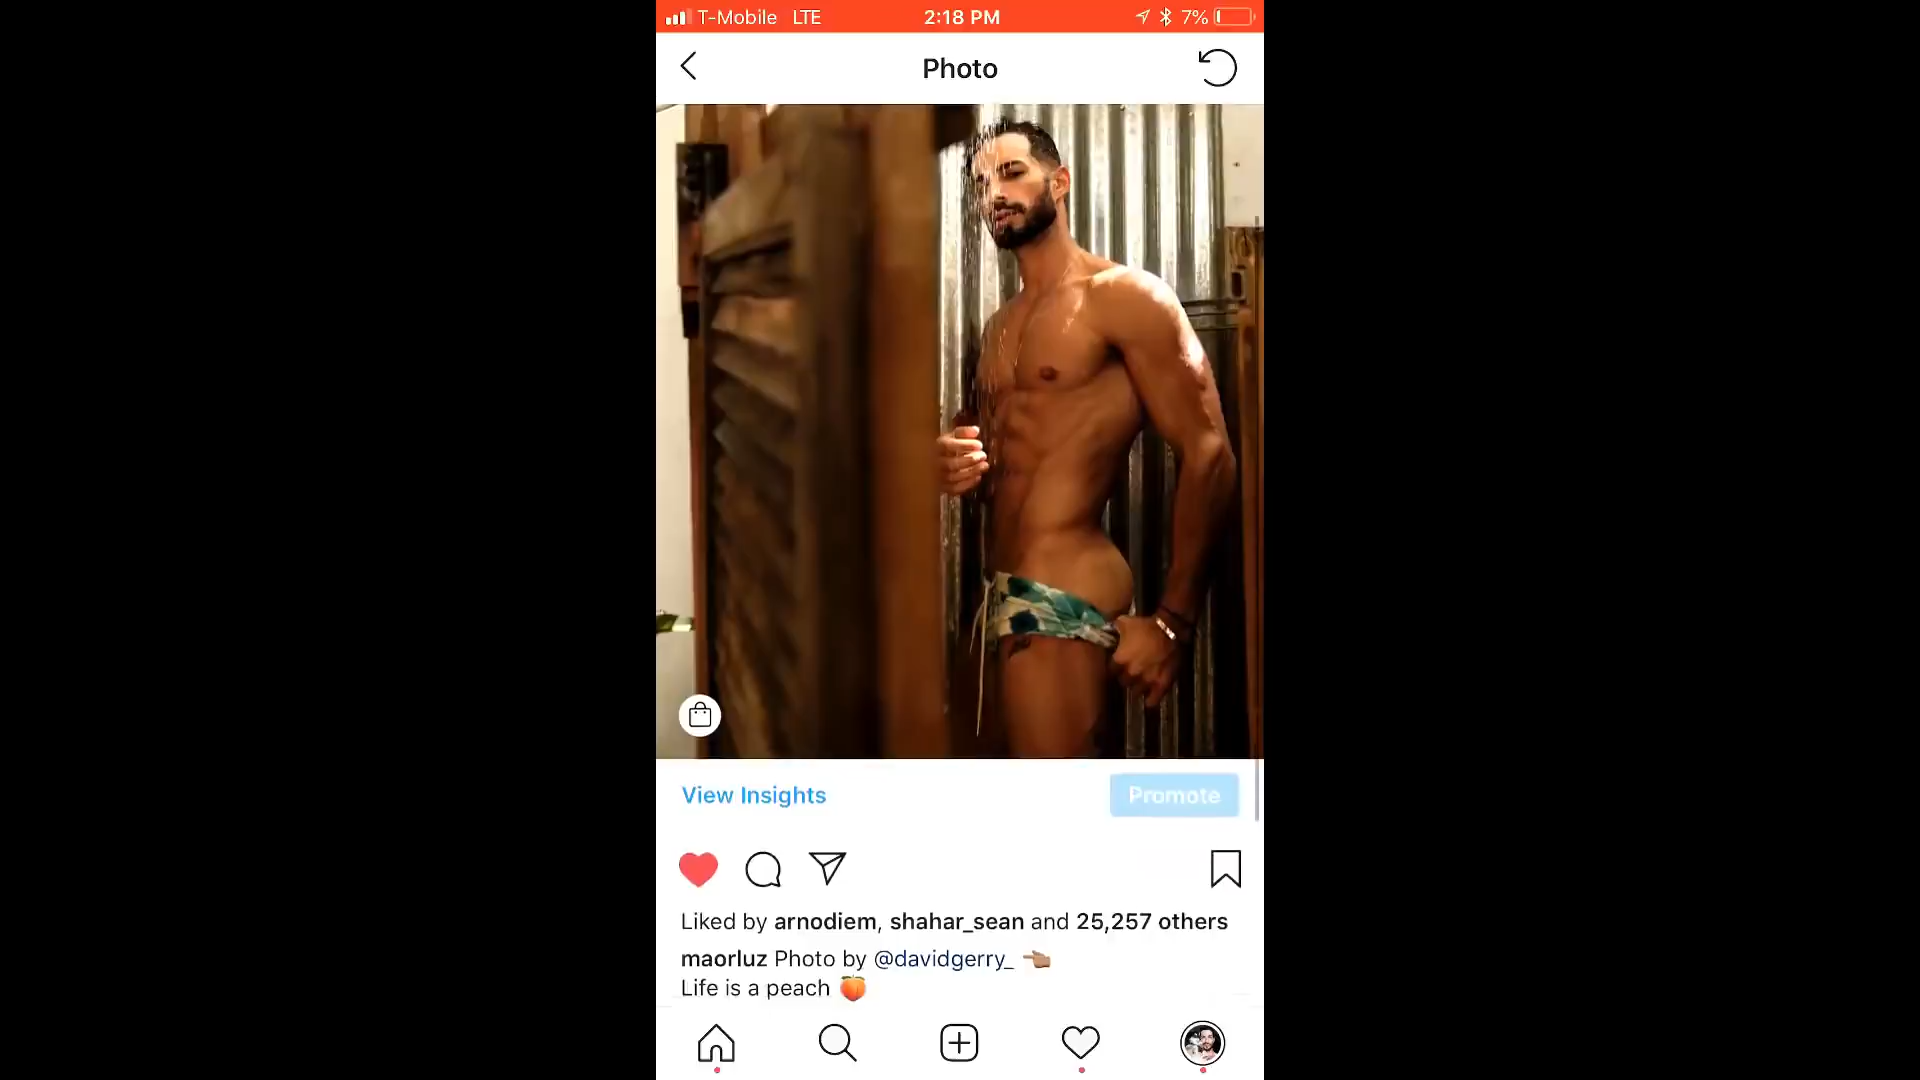 T-Mobile LTE 2:18 PM 7%
Photo
View Insights Promote
Liked by arnodiem, shahar_sean and 25,257 others
maorluz Photo by @davidgerry_ 👈🏽
Life is a peach 🍑